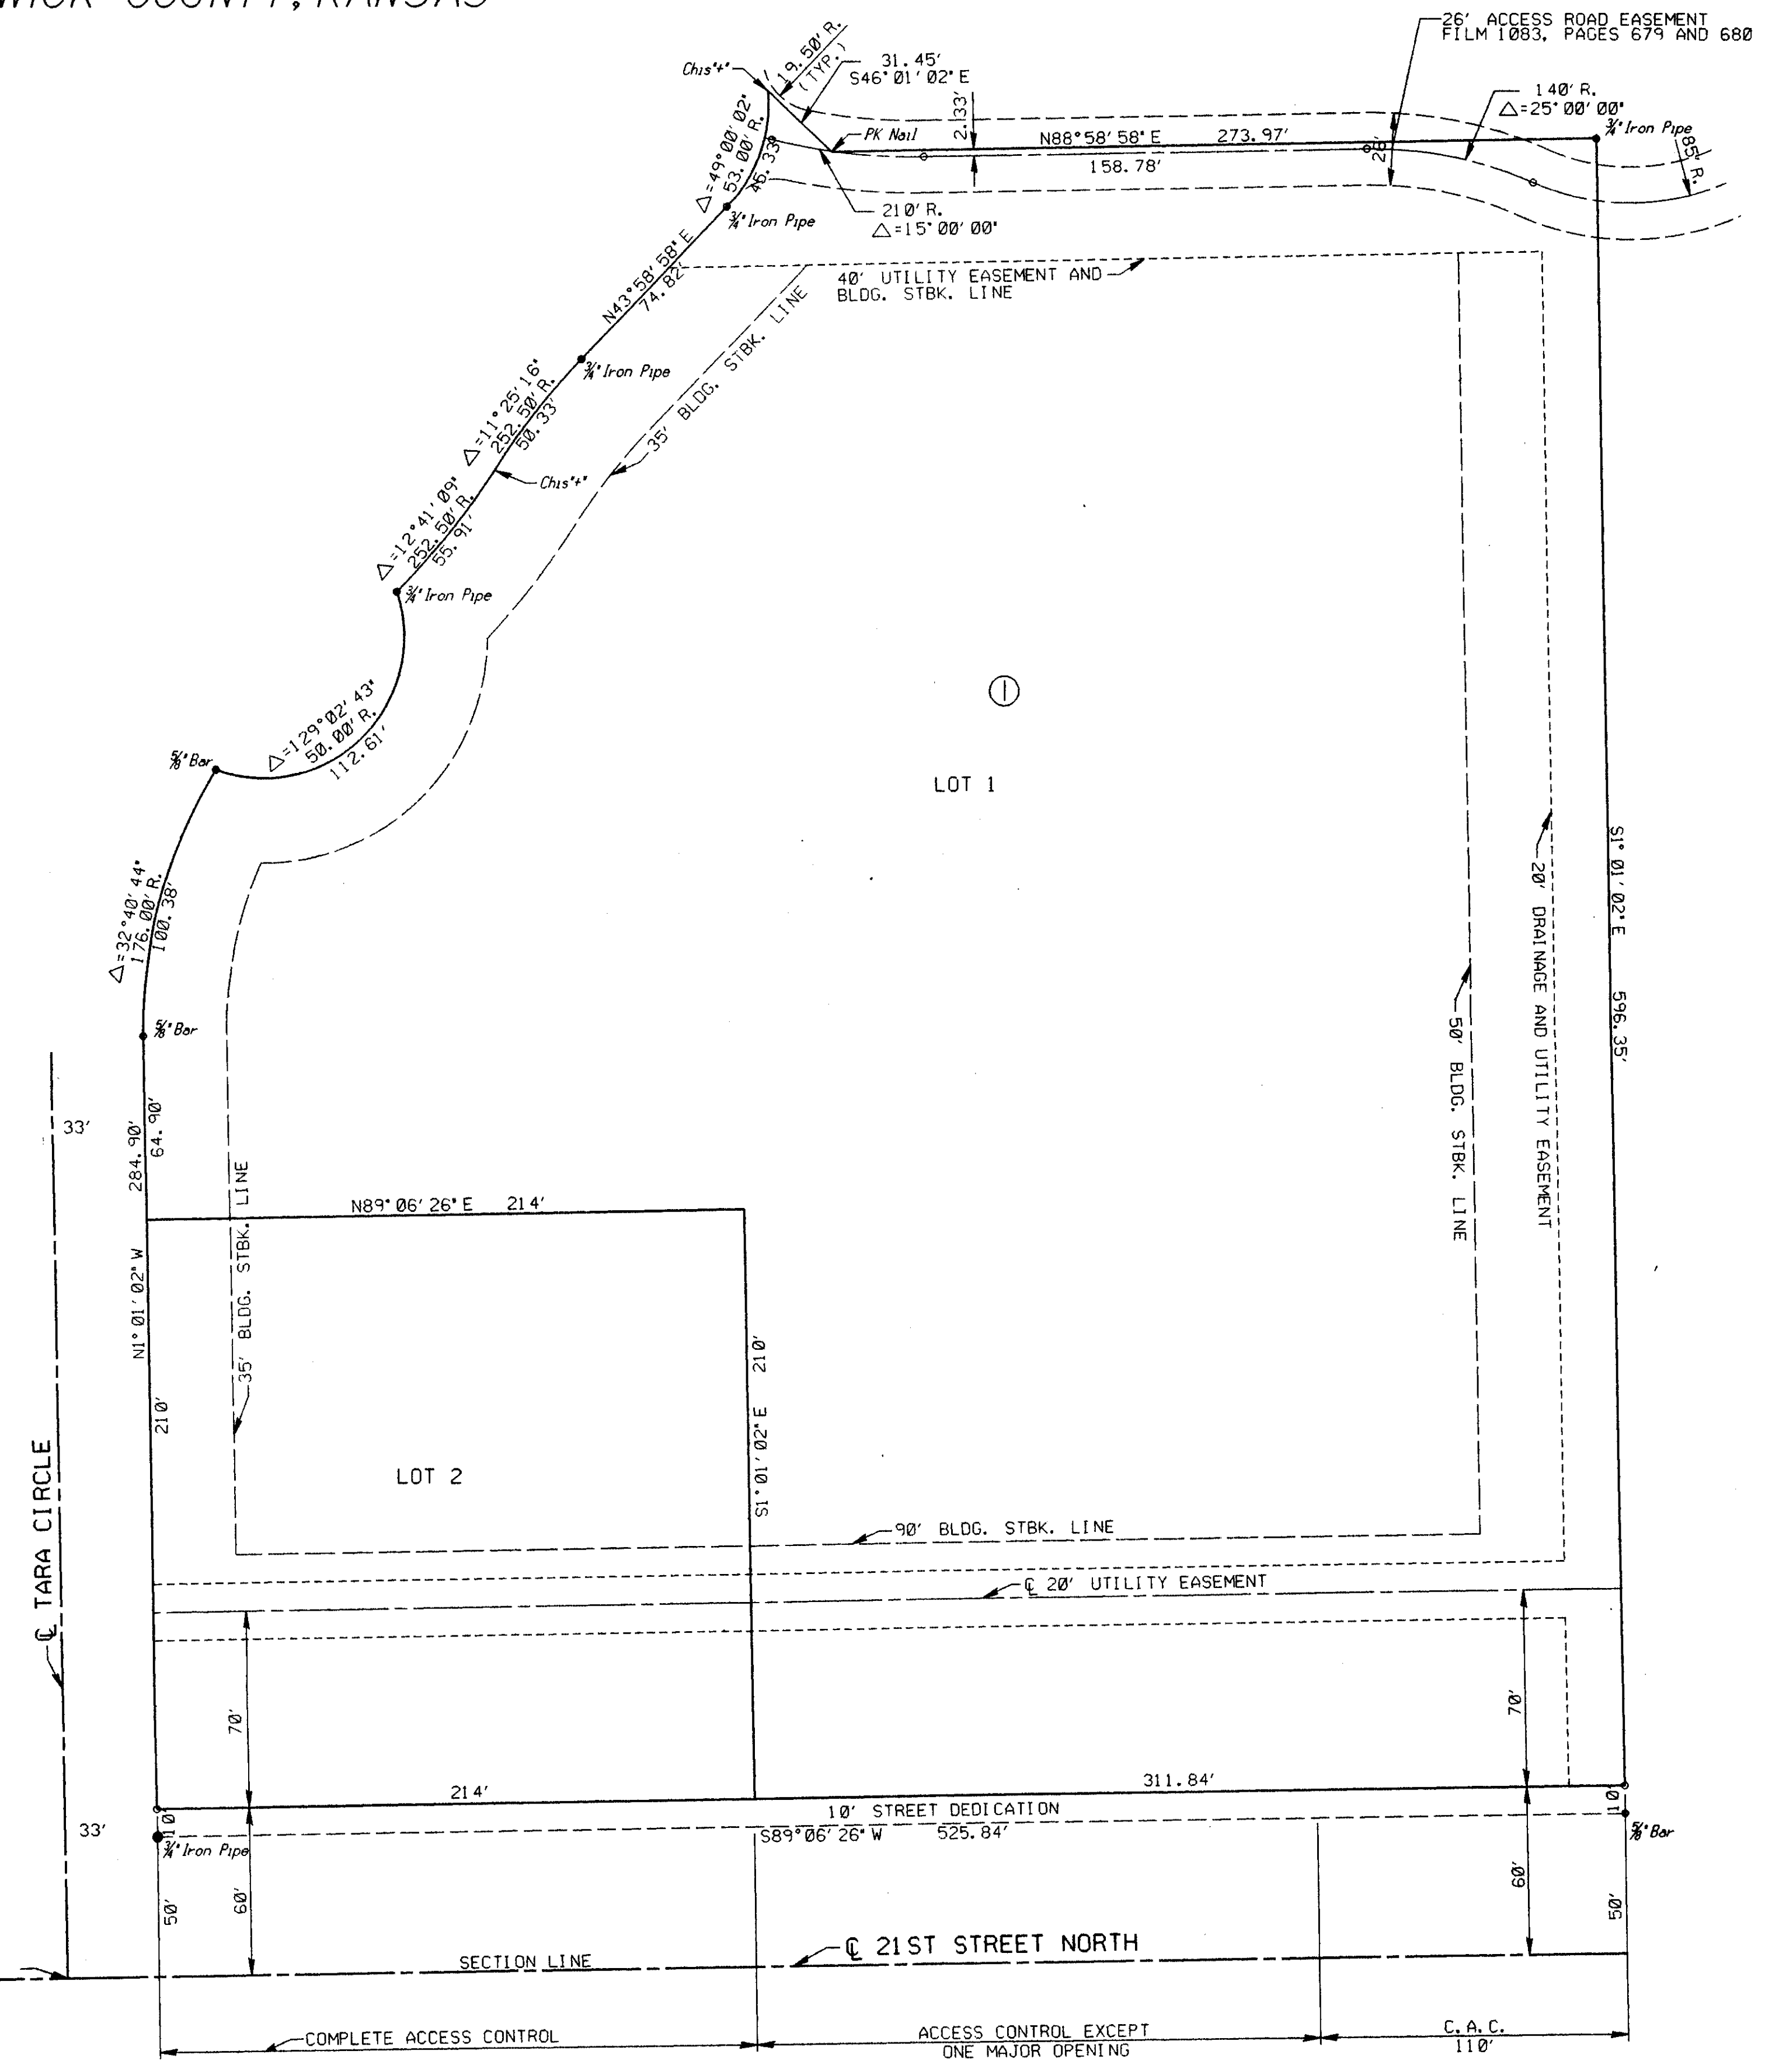 WICK COUNTY, KANSAS
26' ACCESS ROAD EASEMENT
FILM 1083, PAGES 679 AND 680
19.50' R.
(TYP.)
Chis"+"
31.45'
S46°01'02"E
2.133'
PK Nail
N88°58'58"E 273.97'
158.78'
26'
140' R.
△=25°00'00"
¾" Iron Pipe
85' R.
△=49°00'02"
53.00' R.
45.33'
¾" Iron Pipe
210' R.
△=15°00'00"
40' UTILITY EASEMENT AND
BLDG. STBK. LINE
N43°58'58"E
74.82'
¾" Iron Pipe
35' BLDG. STBK. LINE
△=11°25'16"
252.50' R.
50.33'
Chis"+"
△=12°41'09"
252.50' R.
55.91'
¾" Iron Pipe
△=129°02'43"
50.00' R.
112.61'
⅝" Bar
1
LOT 1
△=32°40'44"
176.00' R.
100.38'
⅝" Bar
S1°01'02"E 596.35'
20' DRAINAGE AND UTILITY EASEMENT
50' BLDG. STBK. LINE
33'
N1°01'02"W 284.90'
64.90'
N89°06'26"E 214'
35' BLDG. STBK. LINE
210'
S1°01'02"E 210'
LOT 2
℄ TARA CIRCLE
90' BLDG. STBK. LINE
℄ 20' UTILITY EASEMENT
70'
70'
214'
311.84'
10'
10' STREET DEDICATION
10'
33'
S89°06'26"W 525.84'
¾" Iron Pipe
⅝" Bar
50'
60'
60'
50'
℄ 21ST STREET NORTH
SECTION LINE
COMPLETE ACCESS CONTROL
ACCESS CONTROL EXCEPT
ONE MAJOR OPENING
C.A.C.
110'